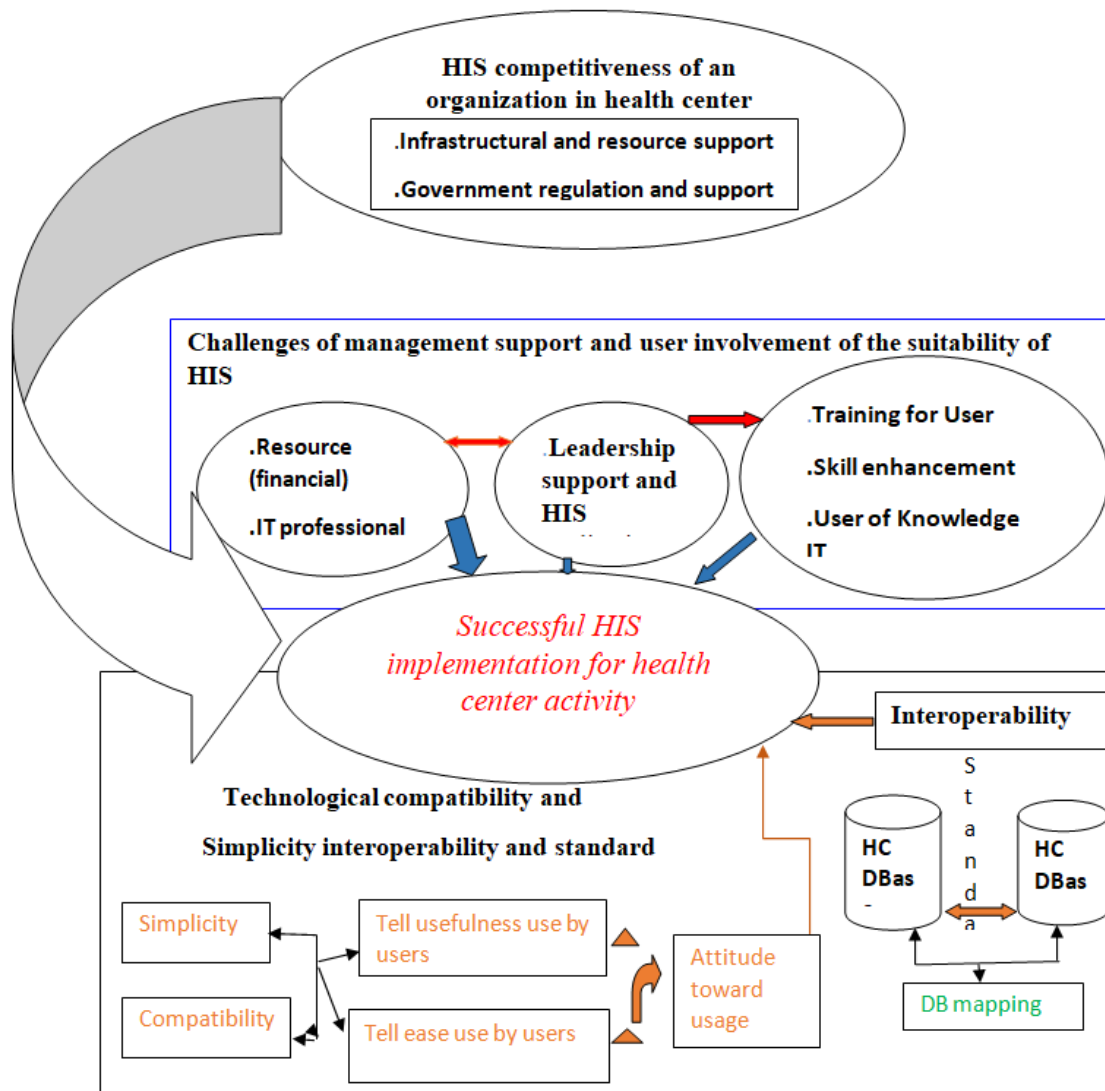 HIS competitiveness of an
organization in health center
.Infrastructural and resource support
.Government regulation and support
Challenges of management support and user involvement of the suitability of
HIS
.Resource
(financial)
.IT professional
.Leadership
support and
HIS
.Training for User
.Skill enhancement
.User of Knowledge
IT
Successful HIS
implementation for health
center activity
Interoperability
Standa
Technological compatibility and
Simplicity interoperability and standard
HC
DBas
HC
DBas
Simplicity
Compatibility
Tell usefulness use by
users
Tell ease use by users
Attitude
toward
usage
DB mapping